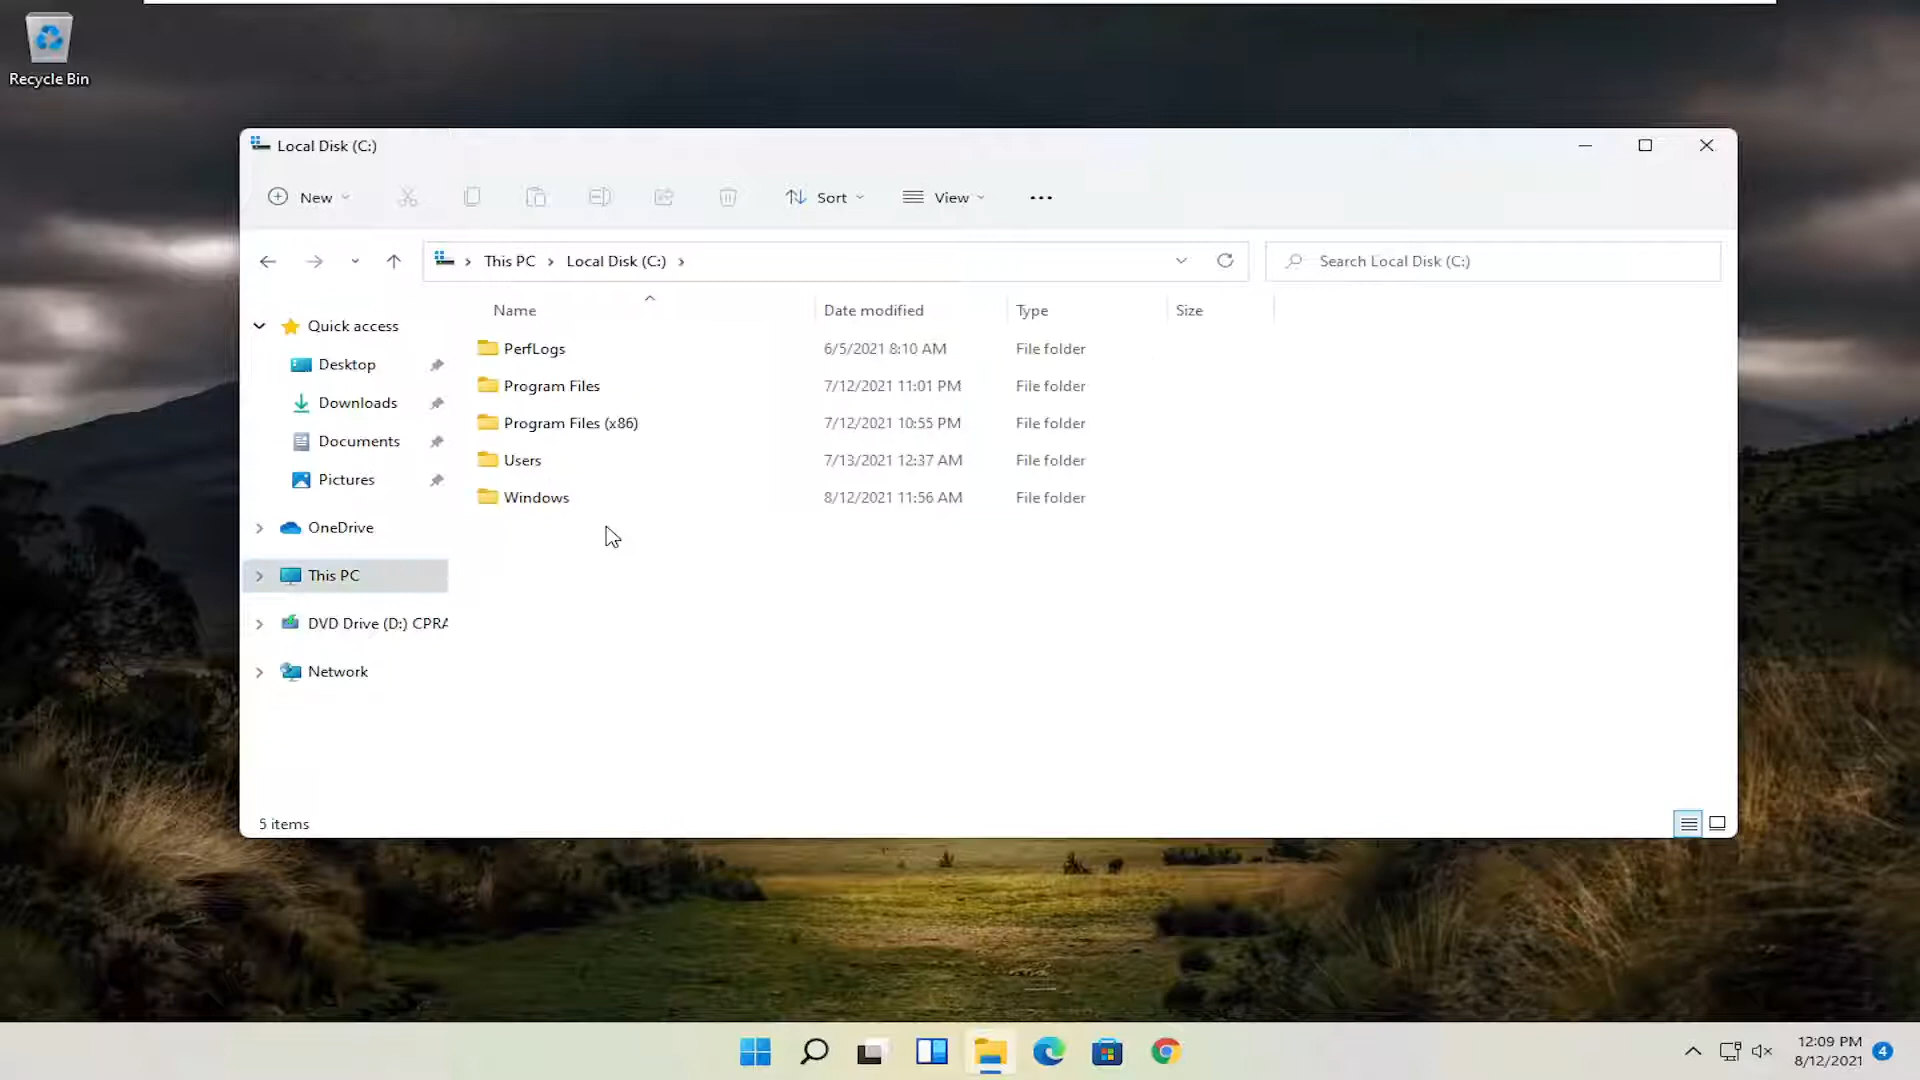 Recycle Bin
Local Disk (C:)
New
Sort
View
This PC
Local Disk (C:)
Search Local Disk (C:)
Name
Date modified
Type
Size
Quick access
Desktop
Downloads
Documents
Pictures
OneDrive
This PC
DVD Drive (D:) CPRA
Network
PerfLogs 6/5/2021 8:10 AM File folder
Program Files 7/12/2021 11:01 PM File folder
Program Files (x86) 7/12/2021 10:55 PM File folder
Users 7/13/2021 12:37 AM File folder
Windows 8/12/2021 11:56 AM File folder
5 items
12:09 PM
8/12/2021
4